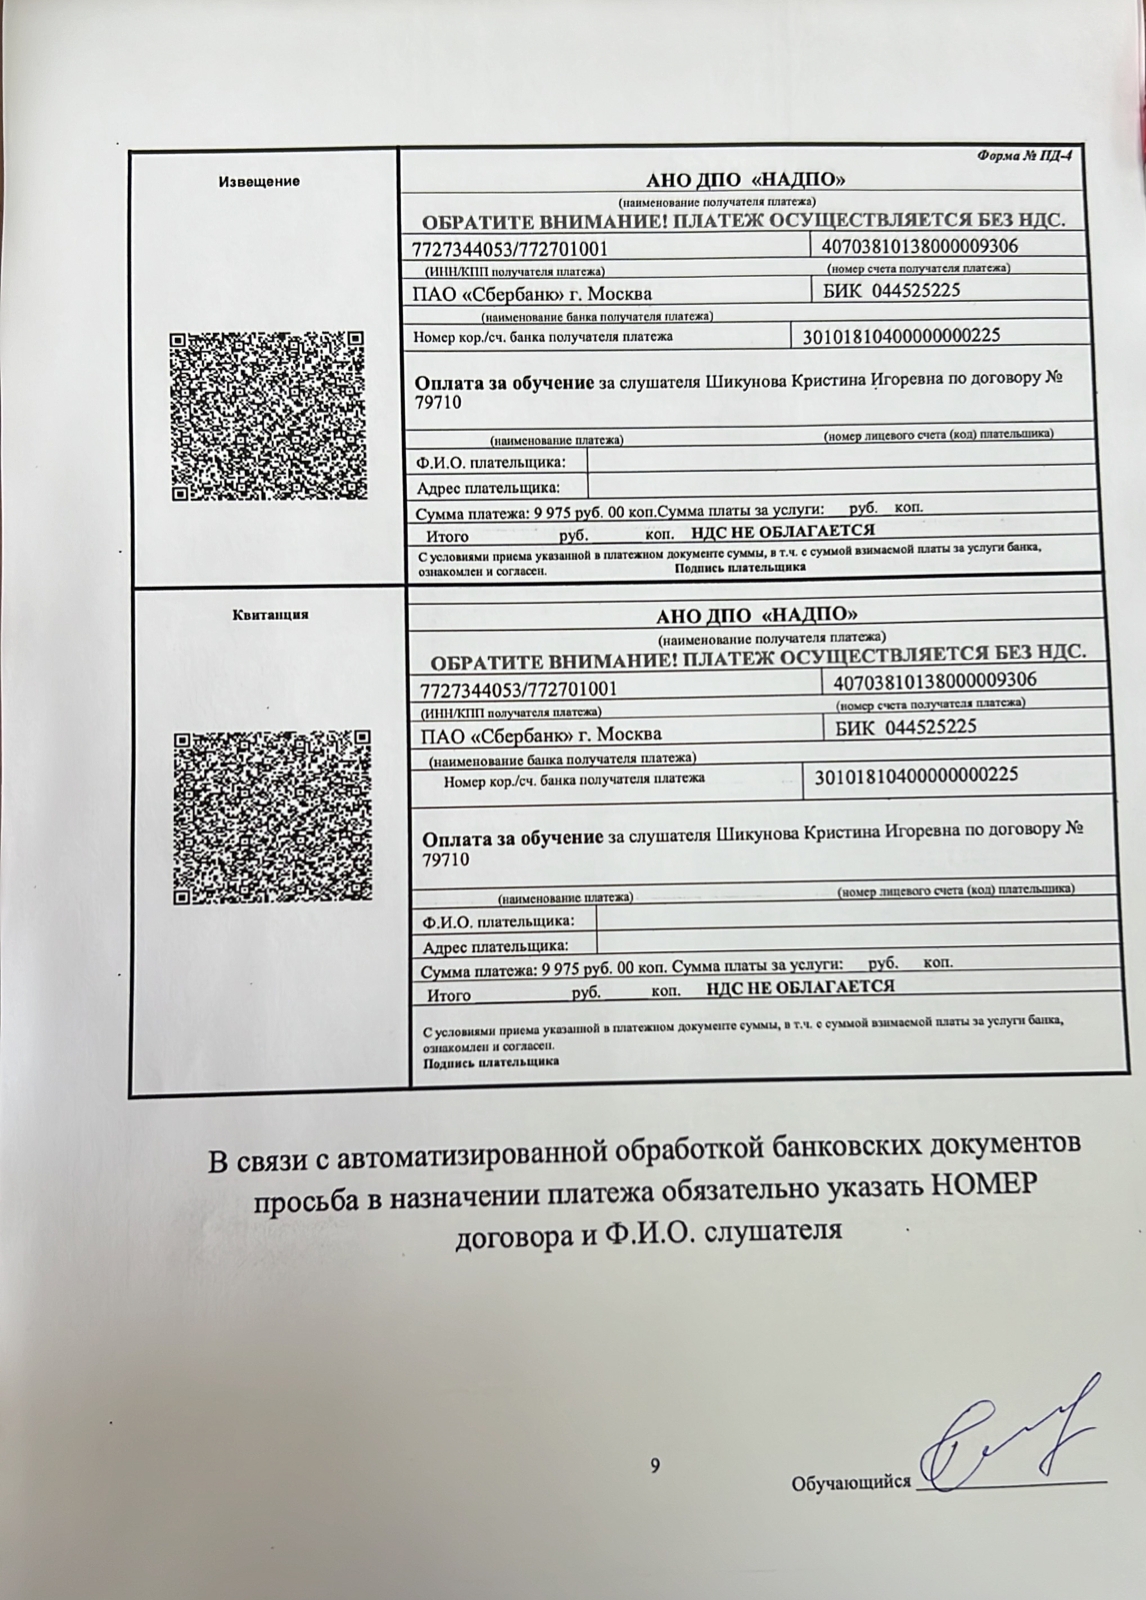 Форма № ПД-4
Извещение
АНО ДПО «НАДПО»
(наименование получателя платежа)
ОБРАТИТЕ ВНИМАНИЕ! ПЛАТЕЖ ОСУЩЕСТВЛЯЕТСЯ БЕЗ НДС.
7727344053/772701001 40703810138000009306
(ИНН/КПП получателя платежа) (номер счета получателя платежа)
ПАО «Сбербанк» г. Москва БИК 044525225
(наименование банка получателя платежа)
Номер кор./сч. банка получателя платежа 30101810400000000225
Оплата за обучение за слушателя Шикунова Кристина Игоревна по договору №
79710
(наименование платежа) (номер лицевого счета (код) плательщика)
Ф.И.О. плательщика:
Адрес плательщика:
Сумма платежа: 9 975 руб. 00 коп.Сумма платы за услуги: руб. коп.
Итого руб. коп. НДС НЕ ОБЛАГАЕТСЯ
С условиями приема указанной в платежном документе суммы, в т.ч. с суммой взимаемой платы за услуги банка,
ознакомлен и согласен. Подпись плательщика
Квитанция
АНО ДПО «НАДПО»
(наименование получателя платежа)
ОБРАТИТЕ ВНИМАНИЕ! ПЛАТЕЖ ОСУЩЕСТВЛЯЕТСЯ БЕЗ НДС.
7727344053/772701001 40703810138000009306
(ИНН/КПП получателя платежа) (номер счета получателя платежа)
ПАО «Сбербанк» г. Москва БИК 044525225
(наименование банка получателя платежа)
Номер кор./сч. банка получателя платежа 30101810400000000225
Оплата за обучение за слушателя Шикунова Кристина Игоревна по договору №
79710
(наименование платежа) (номер лицевого счета (код) плательщика)
Ф.И.О. плательщика:
Адрес плательщика:
Сумма платежа: 9 975 руб. 00 коп. Сумма платы за услуги: руб. коп.
Итого руб. коп. НДС НЕ ОБЛАГАЕТСЯ
С условиями приема указанной в платежном документе суммы, в т.ч. с суммой взимаемой платы за услуги банка,
ознакомлен и согласен.
Подпись плательщика
В связи с автоматизированной обработкой банковских документов
просьба в назначении платежа обязательно указать НОМЕР
договора и Ф.И.О. слушателя
9
Обучающийся